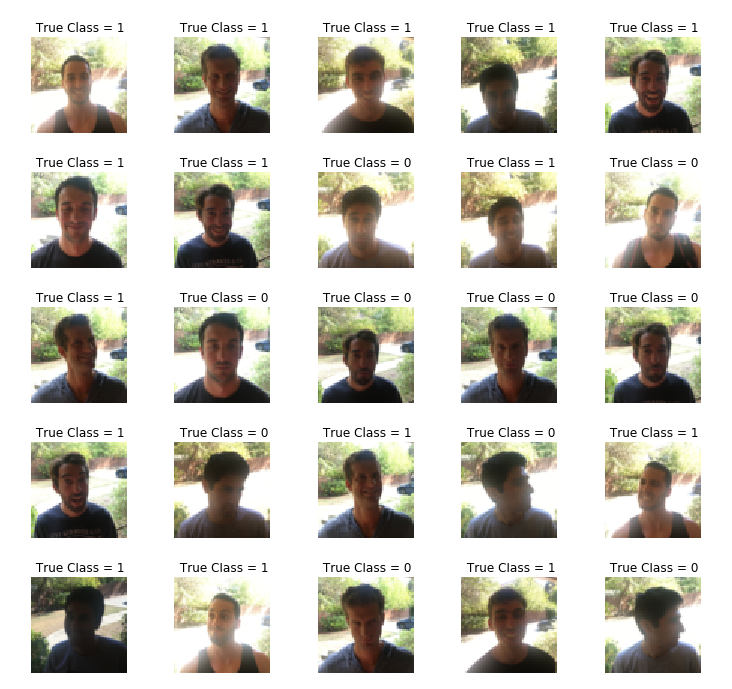 True Class = 1 True Class = 1 True Class = 1 True Class = 1 True Class = 1
True Class = 1 True Class = 1 True Class = 0 True Class = 1 True Class = 0
True Class = 1 True Class = 0 True Class = 0 True Class = 0 True Class = 0
True Class = 1 True Class = 0 True Class = 1 True Class = 0 True Class = 1
True Class = 1 True Class = 1 True Class = 0 True Class = 1 True Class = 0